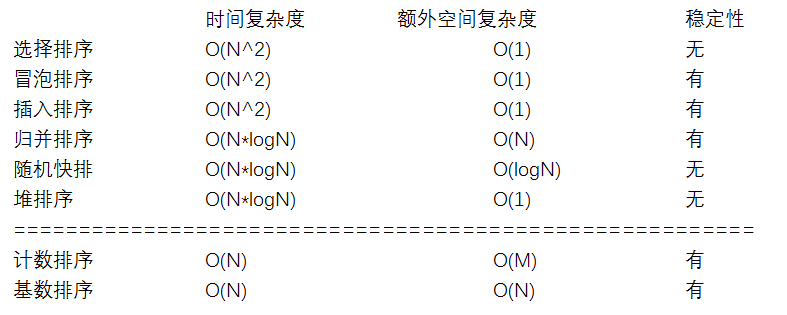 时间复杂度 额外空间复杂度 稳定性
选择排序 O(N^2) O(1) 无
冒泡排序 O(N^2) O(1) 有
插入排序 O(N^2) O(1) 有
归并排序 O(N*logN) O(N) 有
随机快排 O(N*logN) O(logN) 无
堆排序 O(N*logN) O(1) 无
========================================================
计数排序 O(N) O(M) 有
基数排序 O(N) O(N) 有